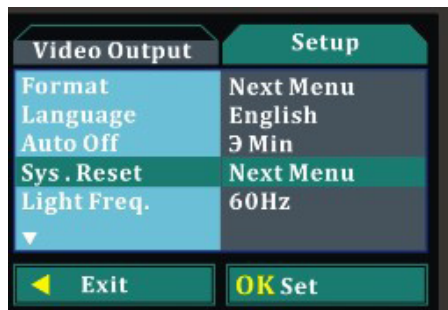 Video Output Setup
Format Next Menu
Language English
Auto Off 3 Min
Sys. Reset Next Menu
Light Freq. 60Hz
Exit OK Set